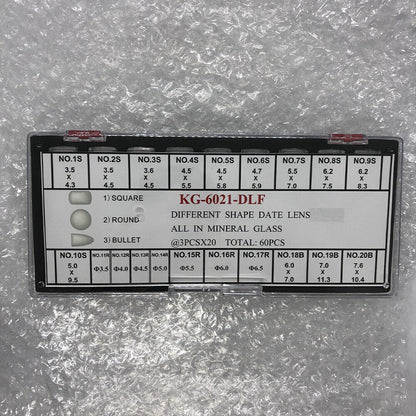 NO.1S NO.2S NO.3S NO.4S NO.5S NO.6S NO.7S NO.8S NO.9S
3.5 3.5 3.6 4.5 4.5 4.7 5.5 6.2 6.2
X X X X X X X X X
4.3 4.5 4.5 5.5 5.8 5.9 7.0 7.5 8.3
1) SQUARE
2) ROUND
3) BULLET
KG-6021-DLF
DIFFERENT SHAPE DATE LENS
ALL IN MINERAL GLASS
@3PCSX20 TOTAL: 60PCS
NO.10S NO.11R NO.12R NO.13R NO.14R NO.15R NO.16R NO.17R NO.18B NO.19B NO.20B
5.0 Φ3.5 Φ4.0 Φ4.5 Φ5.0 Φ5.5 Φ6.0 Φ6.5 6.0 7.0 7.6
X X X X
9.5 7.0 11.3 10.4